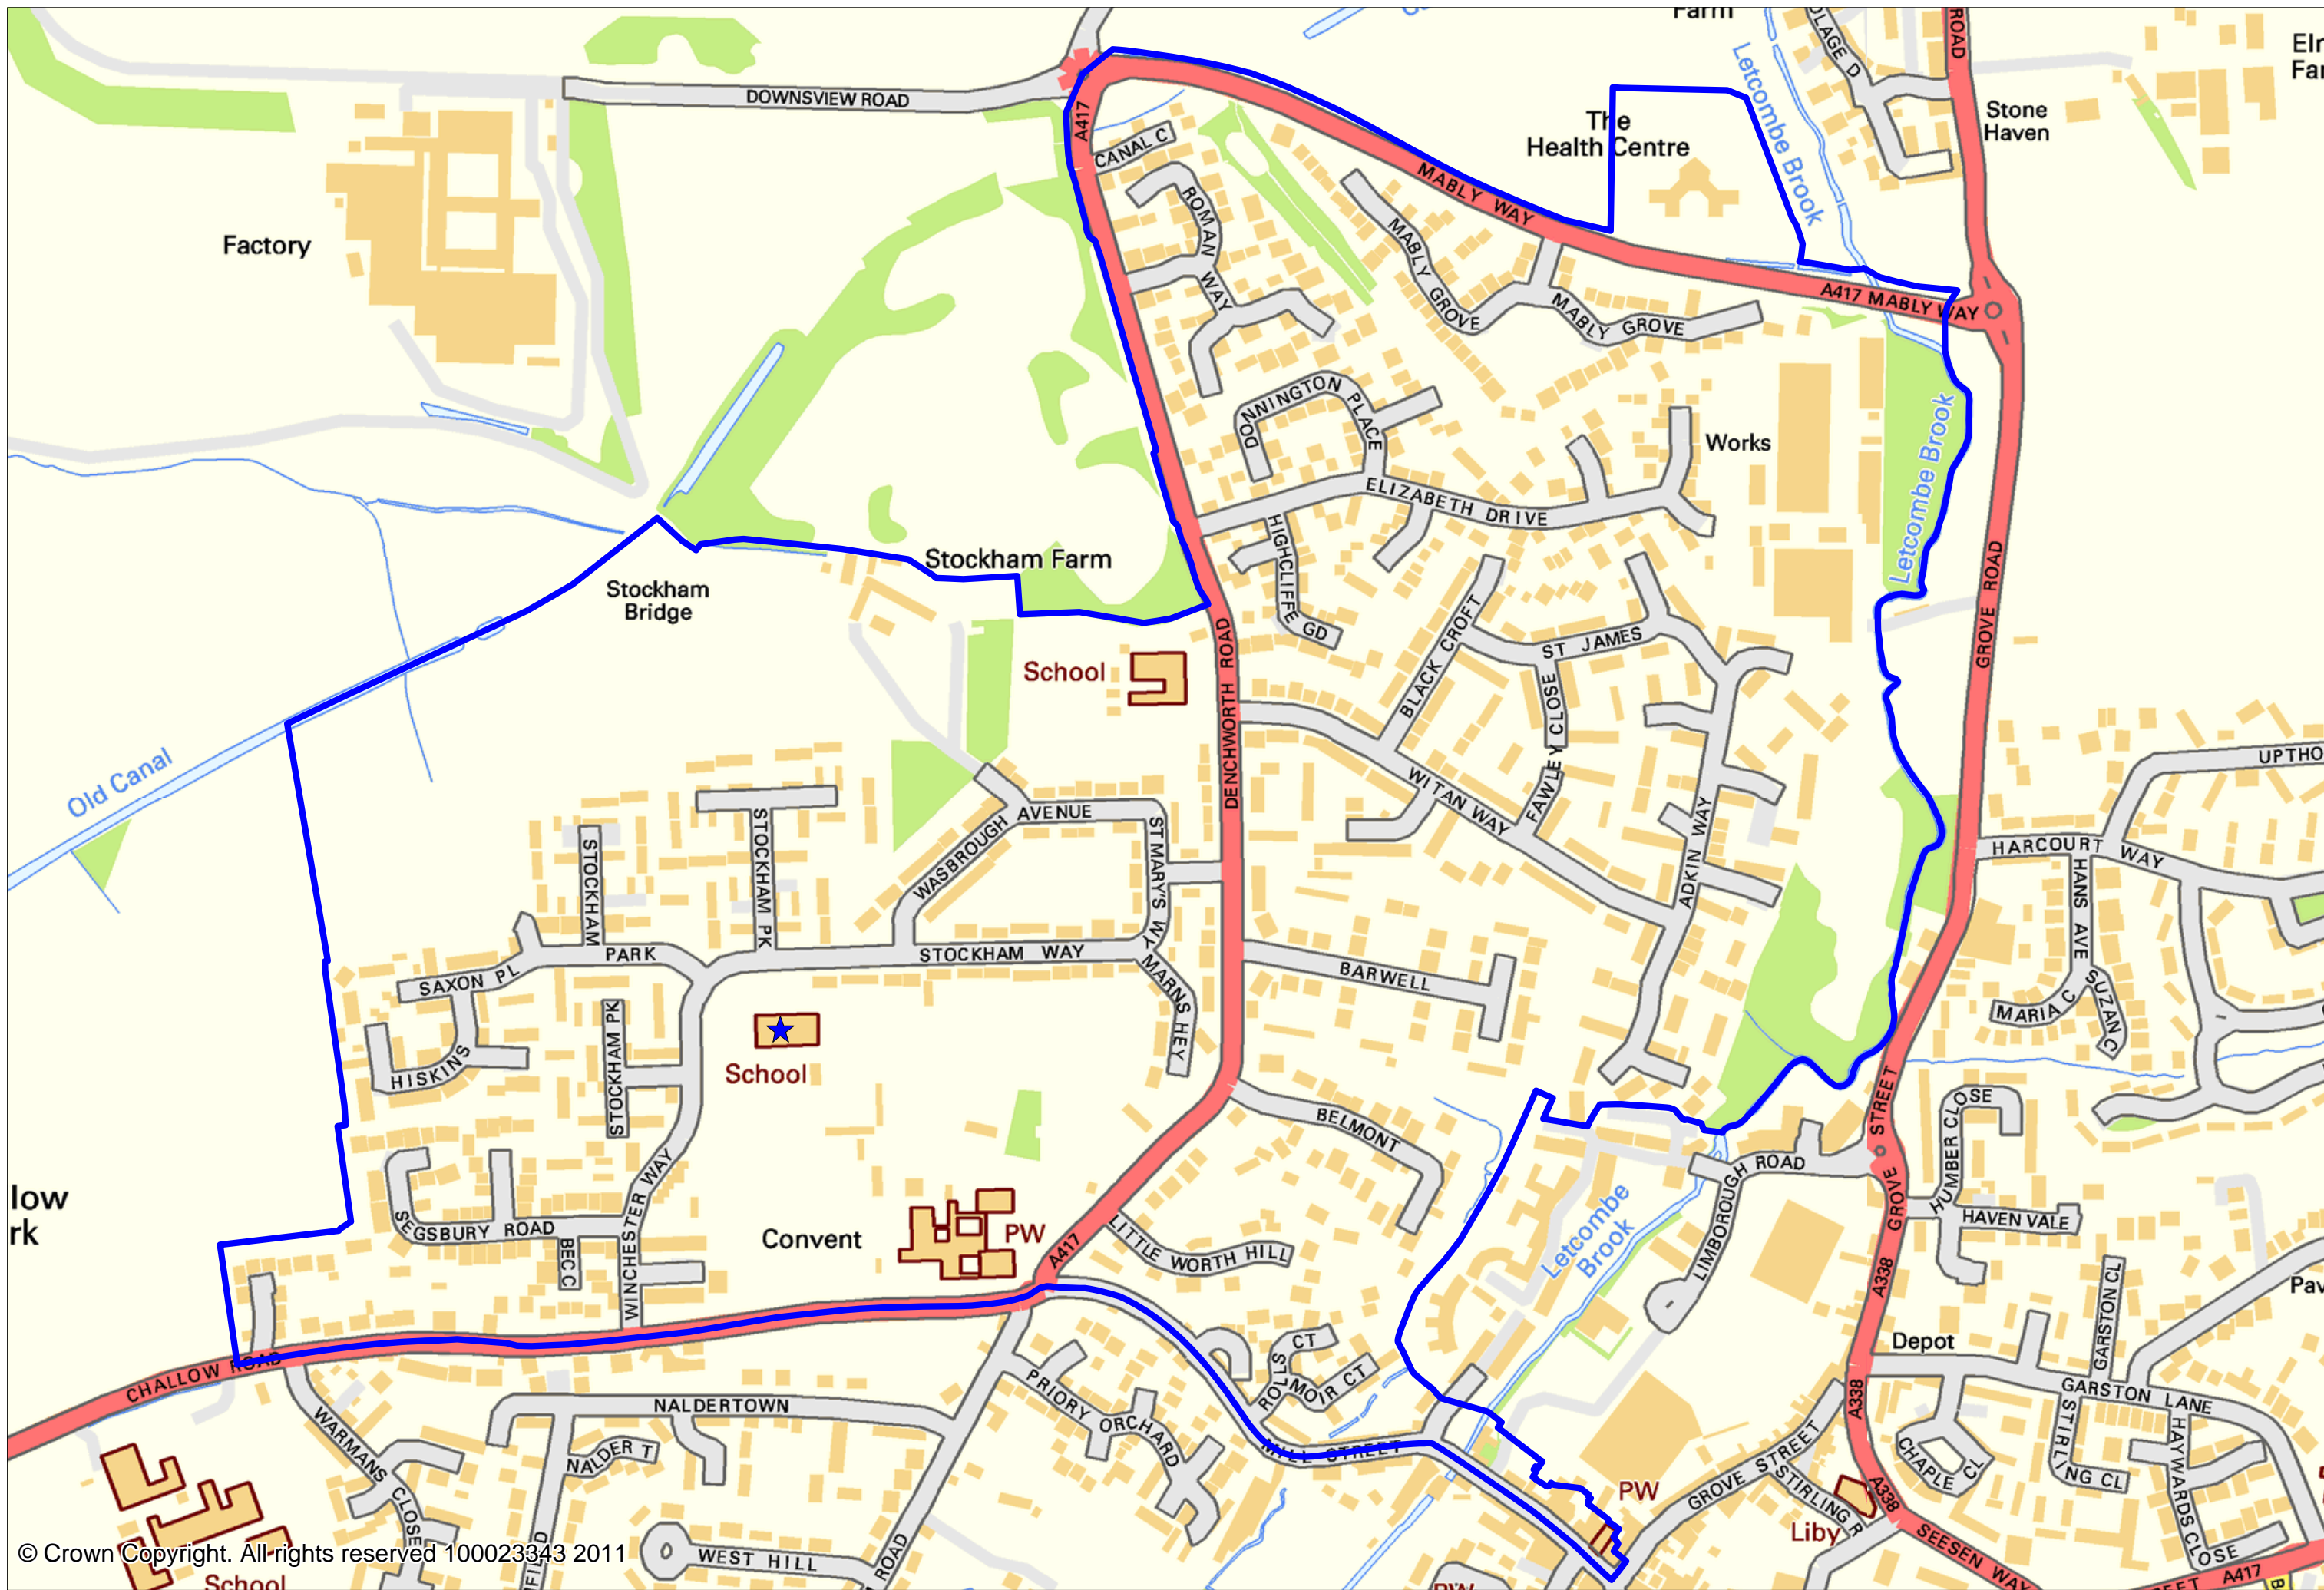 Farm
ROAD
DOWNSVIEW ROAD
A417
CANAL C
Factory
The
Health Centre
Letcombe Brook
Stone
Haven
ROMAN
WAY
MABLY WAY
MABLY
GROVE
MABLY GROVE
A417 MABLY WAY
DONNINGTON
PLACE
Works
ELIZABETH DRIVE
HIGHCLIFFE GD
Letcombe Brook
Stockham Farm
Stockham
Bridge
School
DENCHWORTH ROAD
BLACK CROFT
ST JAMES
FAWLEY CLOSE
GROVE ROAD
Old Canal
WITAN WAY
ADKIN WAY
STOCKHAM
STOCKHAM PK
WASBROUGH
AVENUE
ST MARY'S WY
HARCOURT WAY
HANS AVE
SAXON PL
PARK
STOCKHAM WAY
MARNS HEY
BARWELL
MARIA C
SUZAN C
HISKINS
STOCKHAM PK
School
BELMONT
STREET
GROVE
A338
HUMBER CLOSE
HAVEN VALE
SEGSBURY ROAD
BEC C
WINCHESTER WAY
Convent
PW
A417
LITTLE WORTH HILL
Letcombe
Brook
LIMBOROUGH ROAD
Depot
GARSTON CL
GARSTON LANE
CHALLOW ROAD
WARMANS
CLOSE
NALDERTOWN
NALDER T
PRIORY ORCHARD
ROLLS
CT
MOIR CT
MILL STREET
A338
GROVE STREET
STIRLING R
CHAPLE CL
STIRLING CL
HAYWARDS CLOSE
PW
Liby
A338
SEESEN WAY
A417
WEST HILL
ROAD
© Crown Copyright. All rights reserved 100023343 2011
School